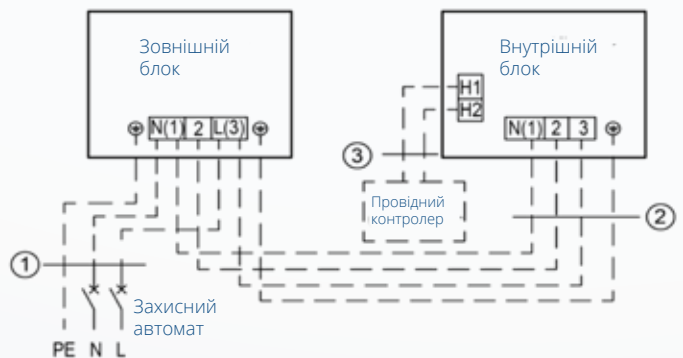 Зовнішній
блок
Внутрішній
блок
H1
H2
N(1) 2 L(3)
N(1) 2 3
3
Провідний
контролер
2
1
Захисний
автомат
PE N L